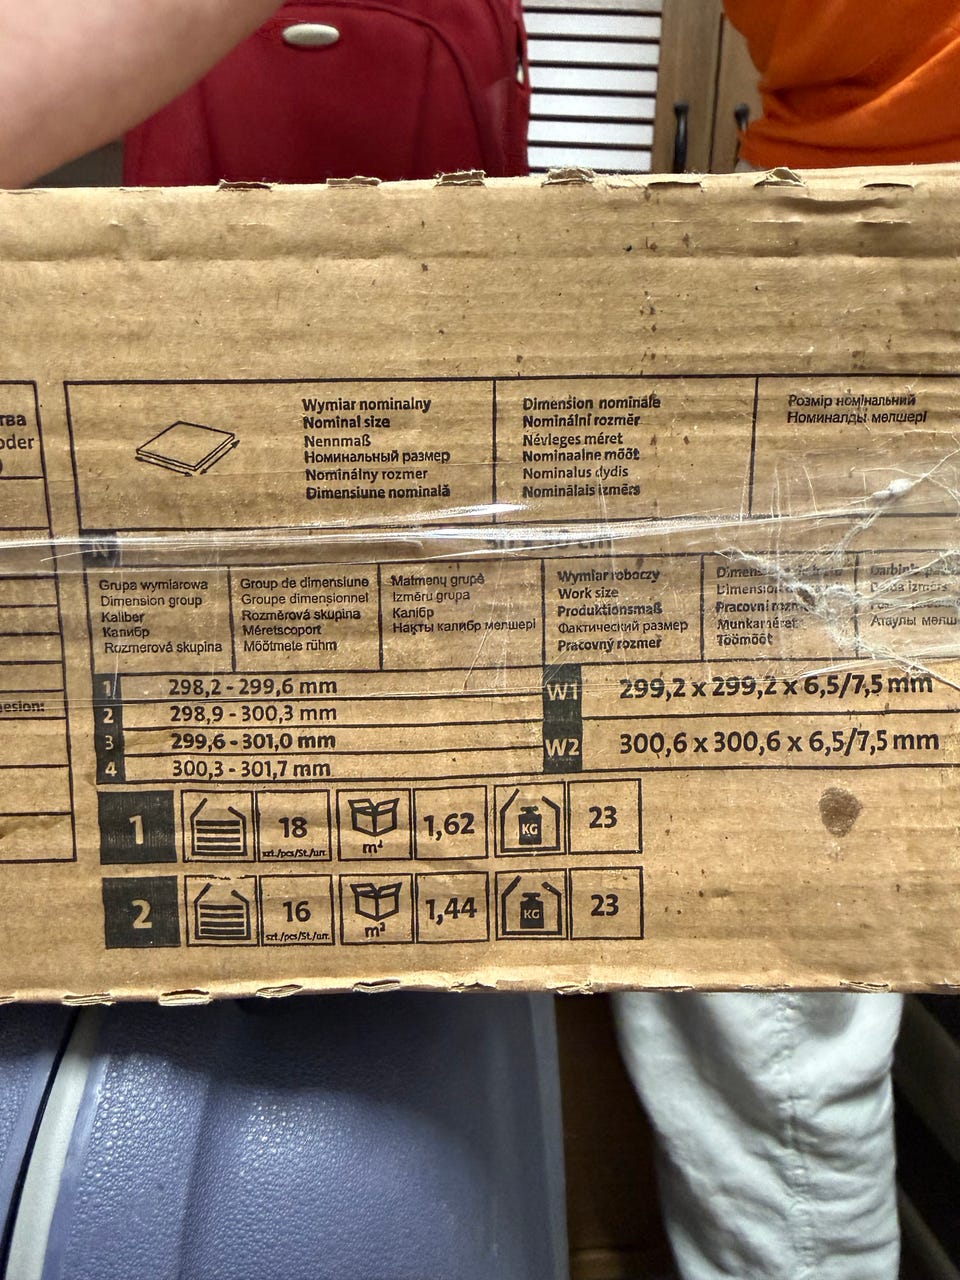 тва
oder
)
Wymiar nominalny
Nominal size
Nennmaß
Номинальный размер
Nominálny rozmer
Dimensiune nominală
Dimension nominale
Nominální rozměr
Névleges méret
Nominaalne mõõt
Nominalus dydis
Nominālais izmērs
Розмір номінальний
Номиналды мөлшері
N
cm
Grupa wymiarowa
Dimension group
Kaliber
Калибр
Rozmerová skupina
Group de dimensiune
Groupe dimensionnel
Rozměrová skupina
Méretscoport
Mõõtmete rühm
Matmenų grupė
Izmēru grupa
Калібр
Нақты калибр мөлшері
Wymiar roboczy
Work size
Produktionsmaß
Фактический размер
Pracovný rozmer
Pracovní
Munkaméret
Töömõõt
esion:
1 298,2 - 299,6 mm
2 298,9 - 300,3 mm
3 299,6 - 301,0 mm
4 300,3 - 301,7 mm
W1 299,2 x 299,2 x 6,5/7,5 mm
W2 300,6 x 300,6 x 6,5/7,5 mm
1 18 szt./pcs/St./шт. m² 1,62 KG 23
2 16 szt./pcs/St./шт. m² 1,44 KG 23